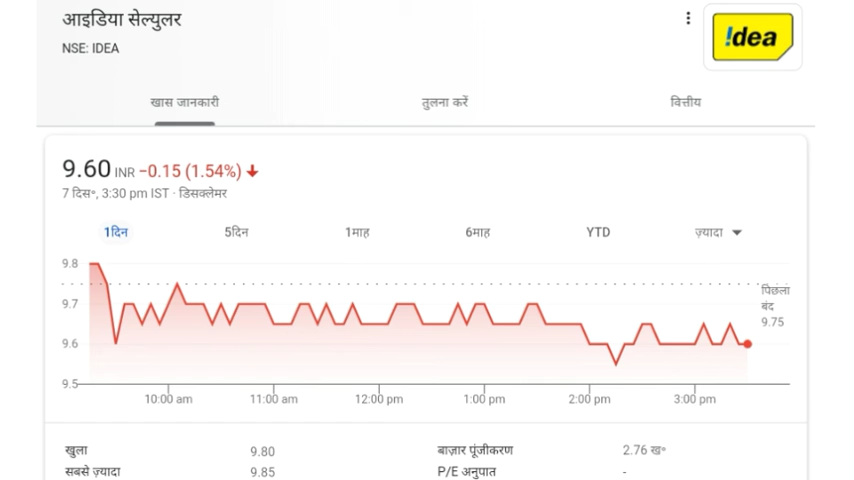 आइडिया सेल्युलर
NSE: IDEA
!dea
खास जानकारी तुलना करें वित्तीय
9.60 INR −0.15 (1.54%)
7 दिस॰, 3:30 pm IST · डिसक्लेमर
1दिन 5दिन 1माह 6माह YTD ज़्यादा
9.8
9.7
9.6
9.5
पिछला
बंद
9.75
10:00 am 11:00 am 12:00 pm 1:00 pm 2:00 pm 3:00 pm
खुला 9.80 बाज़ार पूंजीकरण 2.76 ख॰
सबसे ज़्यादा 9.85 P/E अनुपात -